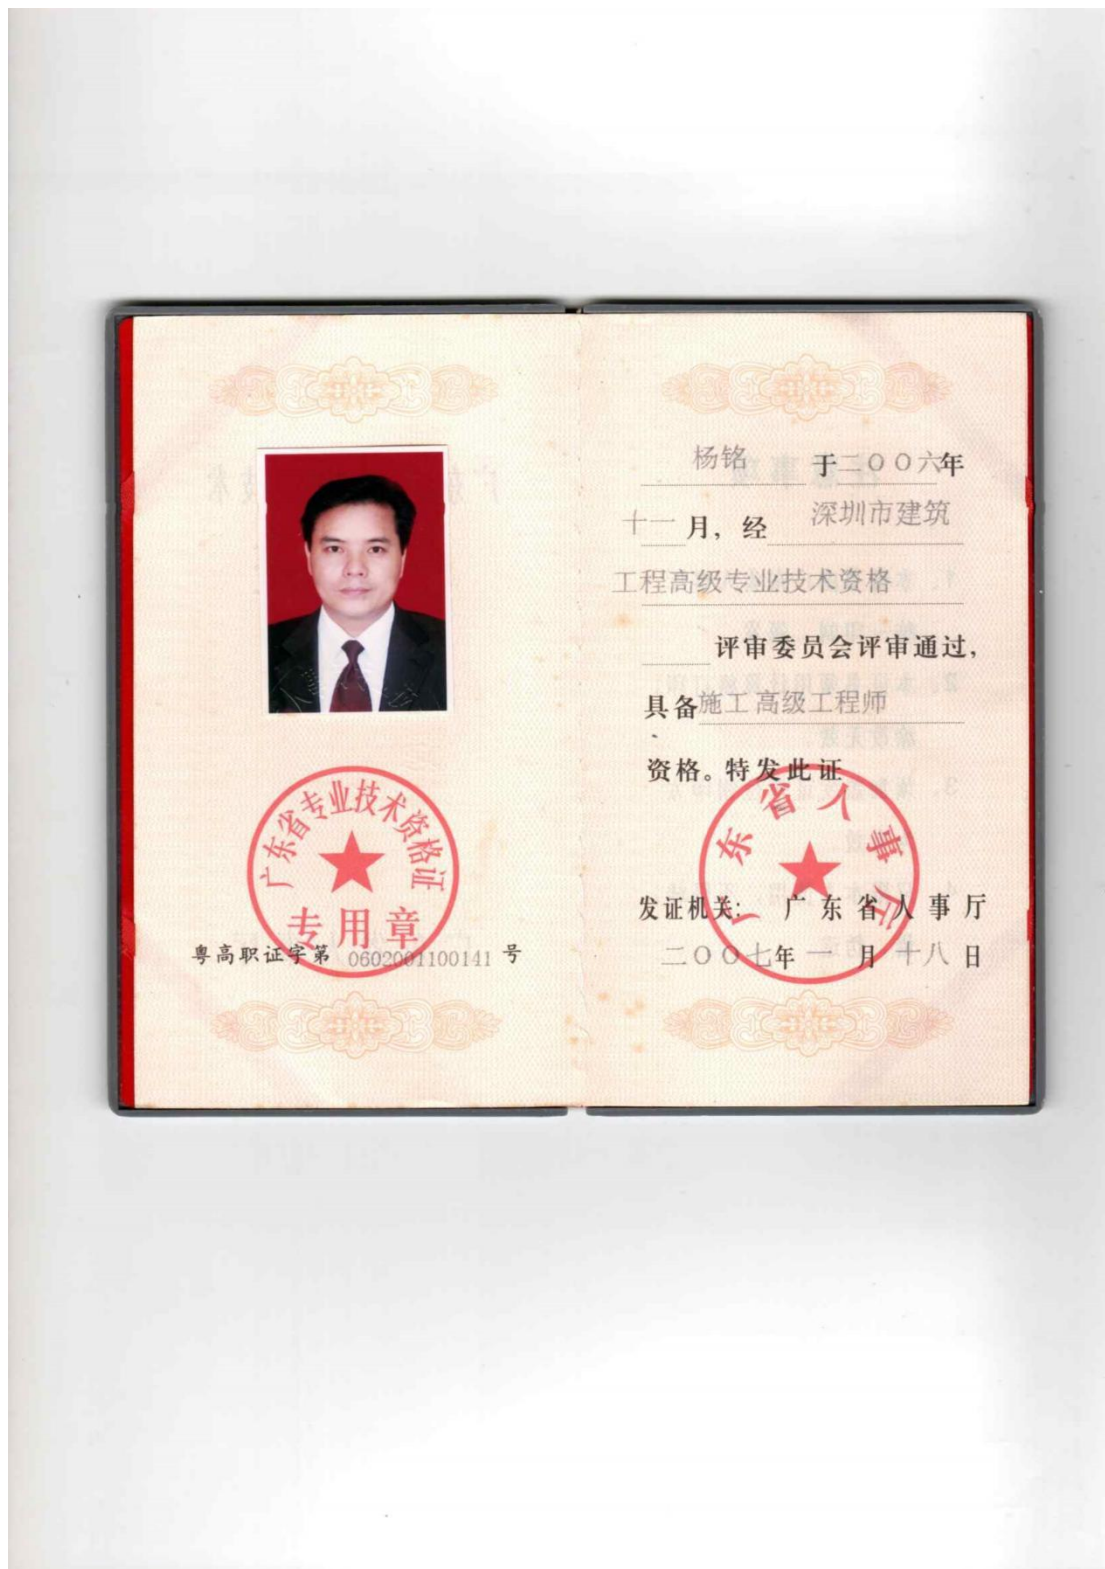 广东省专业技术资格证
专用章
粤高职证字第 0602001100141 号
杨铭 于二〇〇六年
十一月，经 深圳市建筑
工程高级专业技术资格
评审委员会评审通过，
具备施工高级工程师
资格。特发此证
广东省人事厅
发证机关： 广东省人事厅
二〇〇七年 一 月 十八 日